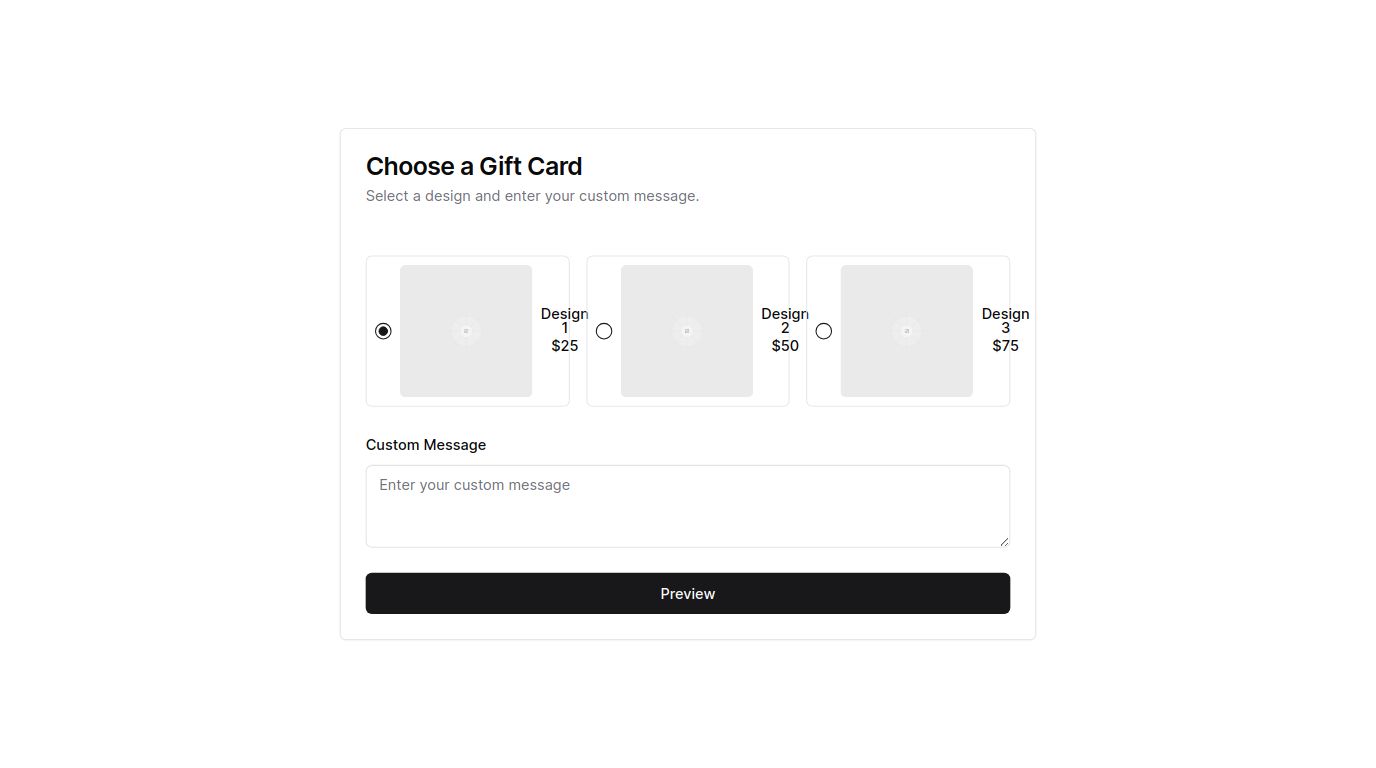 Choose a Gift Card
Select a design and enter your custom message.
Design
1
$25
Design
2
$50
Design
3
$75
Custom Message
Enter your custom message
Preview